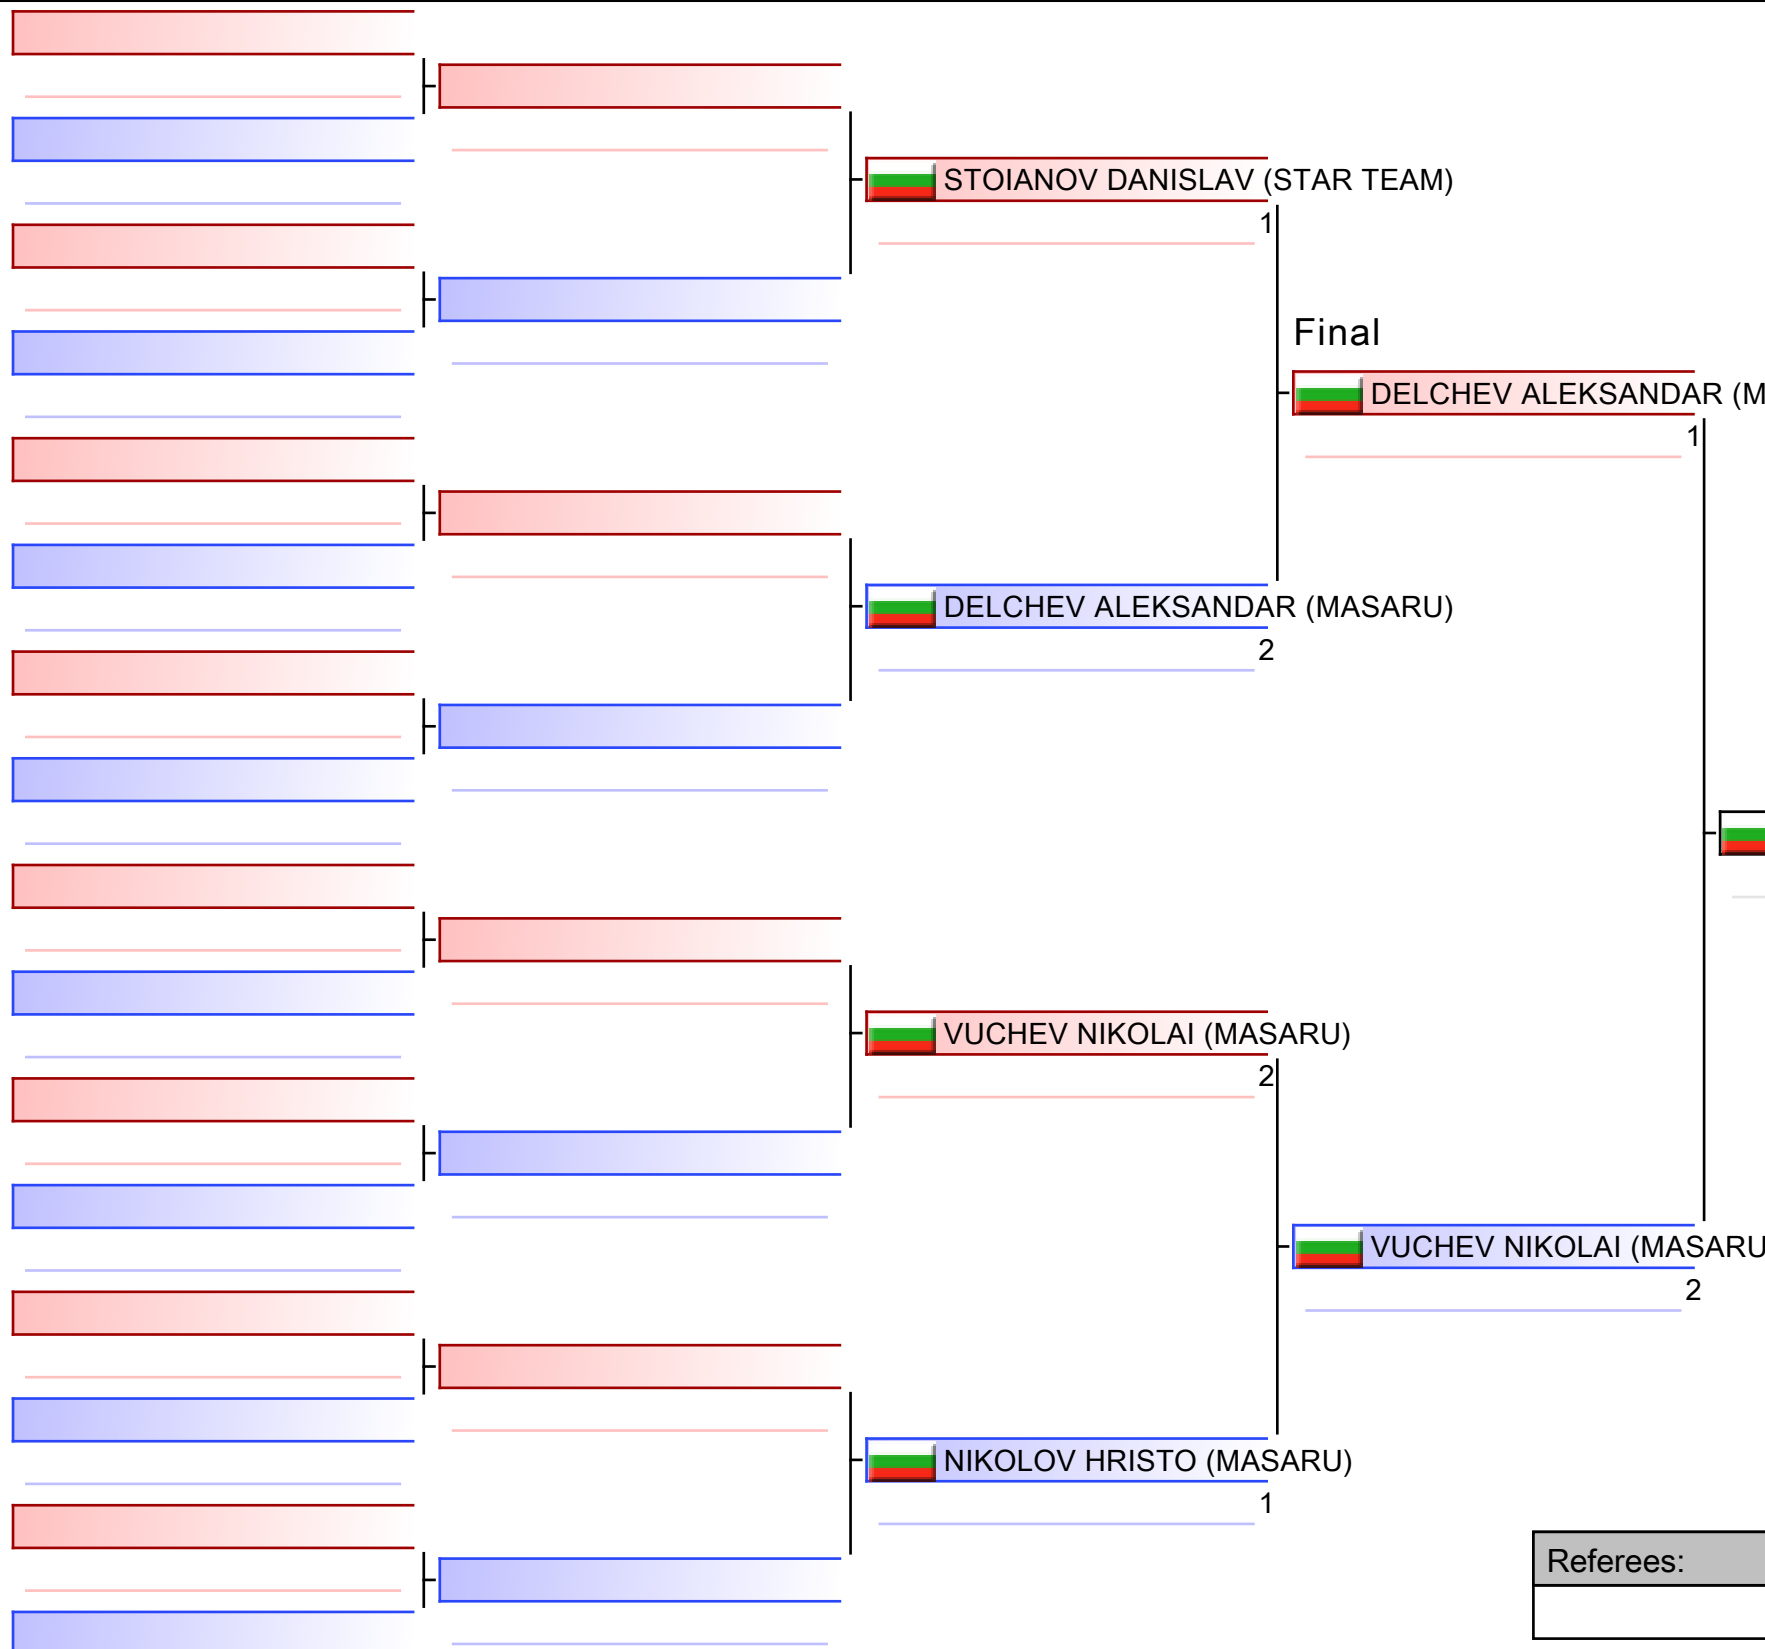 STOIANOV DANISLAV (STAR TEAM)
1
Final
DELCHEV ALEKSANDAR (M
1
DELCHEV ALEKSANDAR (MASARU)
2
VUCHEV NIKOLAI (MASARU)
2
VUCHEV NIKOLAI (MASARU
2
NIKOLOV HRISTO (MASARU)
1
Referees: